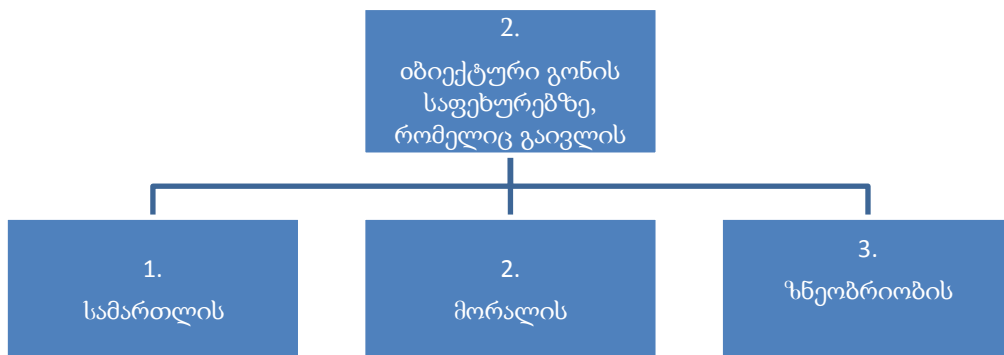 2.
ობიექტური გონის
საფეხურებზე,
რომელიც გაივლის
1.
სამართლის
2.
მორალის
3.
ზნეობრიობის